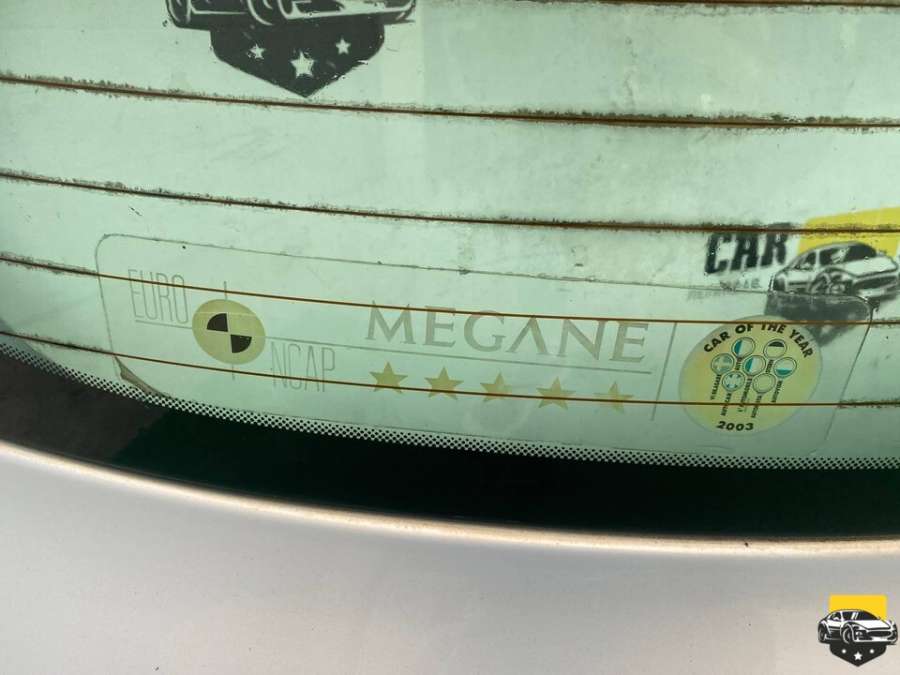 CAR
EURO
NCAP
MEGANE
CAR OF THE YEAR
2003